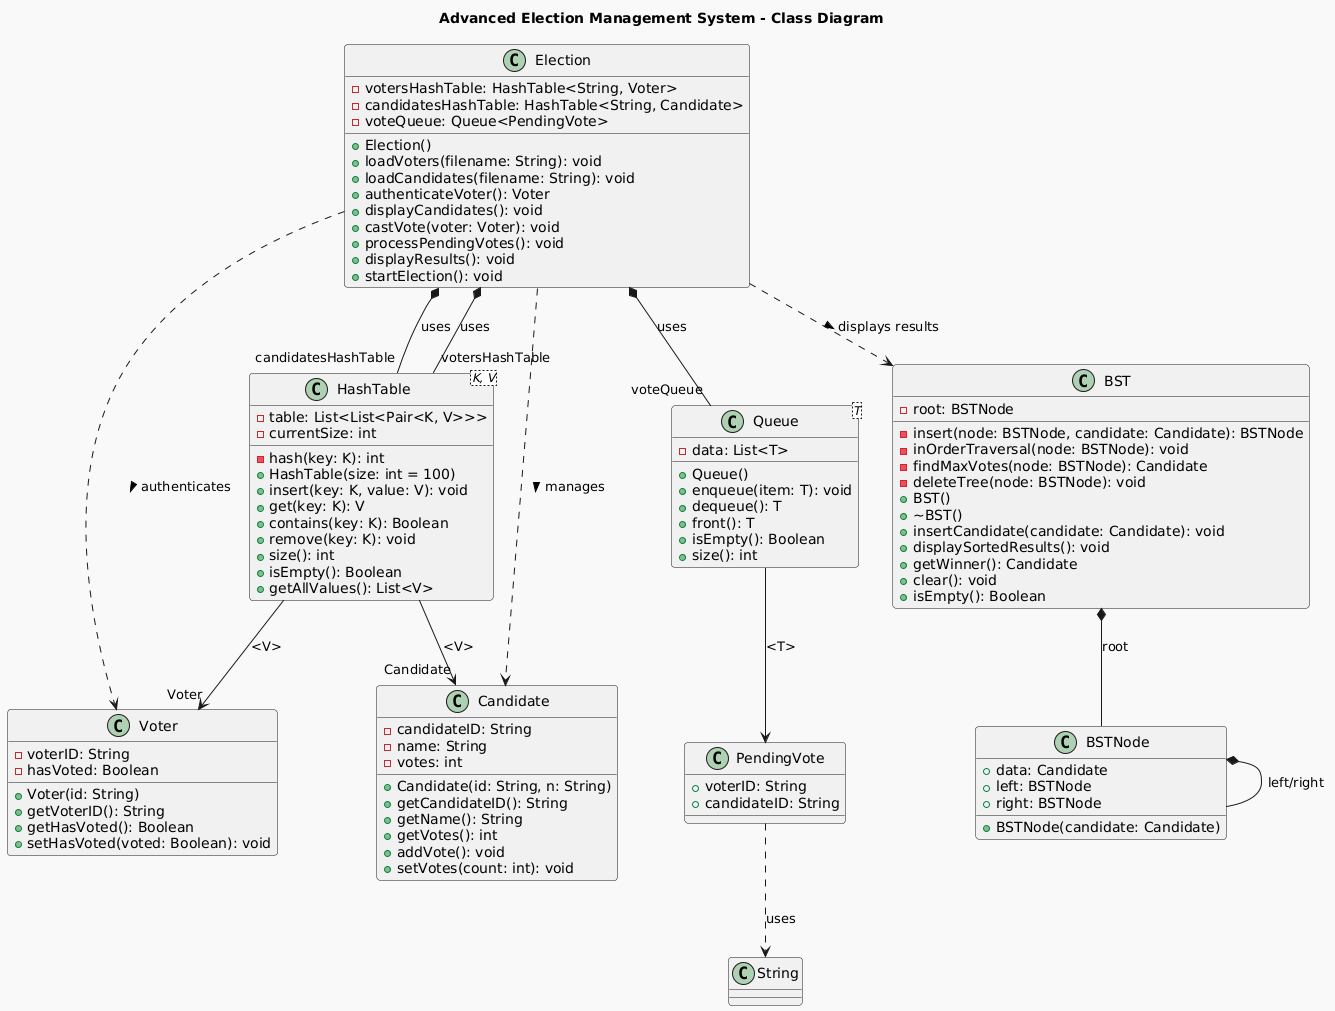 Advanced Election Management System - Class Diagram
C Election
votersHashTable: HashTable<String, Voter>
candidatesHashTable: HashTable<String, Candidate>
voteQueue: Queue<PendingVote>
Election()
loadVoters(filename: String): void
loadCandidates(filename: String): void
authenticateVoter(): Voter
displayCandidates(): void
castVote(voter: Voter): void
processPendingVotes(): void
displayResults(): void
startElection(): void
uses
uses
uses
displays results
candidatesHashTable
votersHashTable
voteQueue
authenticates
manages
C HashTable
K, V
table: List<List<Pair<K, V>>>
currentSize: int
hash(key: K): int
HashTable(size: int = 100)
insert(key: K, value: V): void
get(key: K): V
contains(key: K): Boolean
remove(key: K): void
size(): int
isEmpty(): Boolean
getAllValues(): List<V>
C Queue
T
data: List<T>
Queue()
enqueue(item: T): void
dequeue(): T
front(): T
isEmpty(): Boolean
size(): int
C BST
root: BSTNode
insert(node: BSTNode, candidate: Candidate): BSTNode
inOrderTraversal(node: BSTNode): void
findMaxVotes(node: BSTNode): Candidate
deleteTree(node: BSTNode): void
BST()
~BST()
insertCandidate(candidate: Candidate): void
displaySortedResults(): void
getWinner(): Candidate
clear(): void
isEmpty(): Boolean
<V>
<V>
<T>
root
Voter
Candidate
C Voter
voterID: String
hasVoted: Boolean
Voter(id: String)
getVoterID(): String
getHasVoted(): Boolean
setHasVoted(voted: Boolean): void
C Candidate
candidateID: String
name: String
votes: int
Candidate(id: String, n: String)
getCandidateID(): String
getName(): String
getVotes(): int
addVote(): void
setVotes(count: int): void
C PendingVote
voterID: String
candidateID: String
C BSTNode
data: Candidate
left: BSTNode
right: BSTNode
BSTNode(candidate: Candidate)
left/right
uses
C String